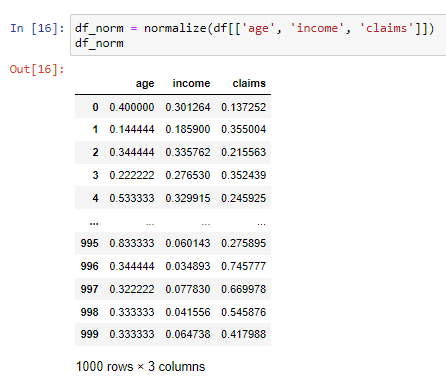 In [16]: df_norm = normalize(df[['age', 'income', 'claims']])
df_norm
Out[16]:
age income claims
0 0.400000 0.301264 0.137252
1 0.144444 0.185900 0.355004
2 0.344444 0.335762 0.215563
3 0.222222 0.276530 0.352439
4 0.533333 0.329915 0.245925
... ... ... ...
995 0.833333 0.060143 0.275895
996 0.344444 0.034893 0.745777
997 0.322222 0.077830 0.669978
998 0.333333 0.041556 0.545876
999 0.333333 0.064738 0.417988
1000 rows × 3 columns